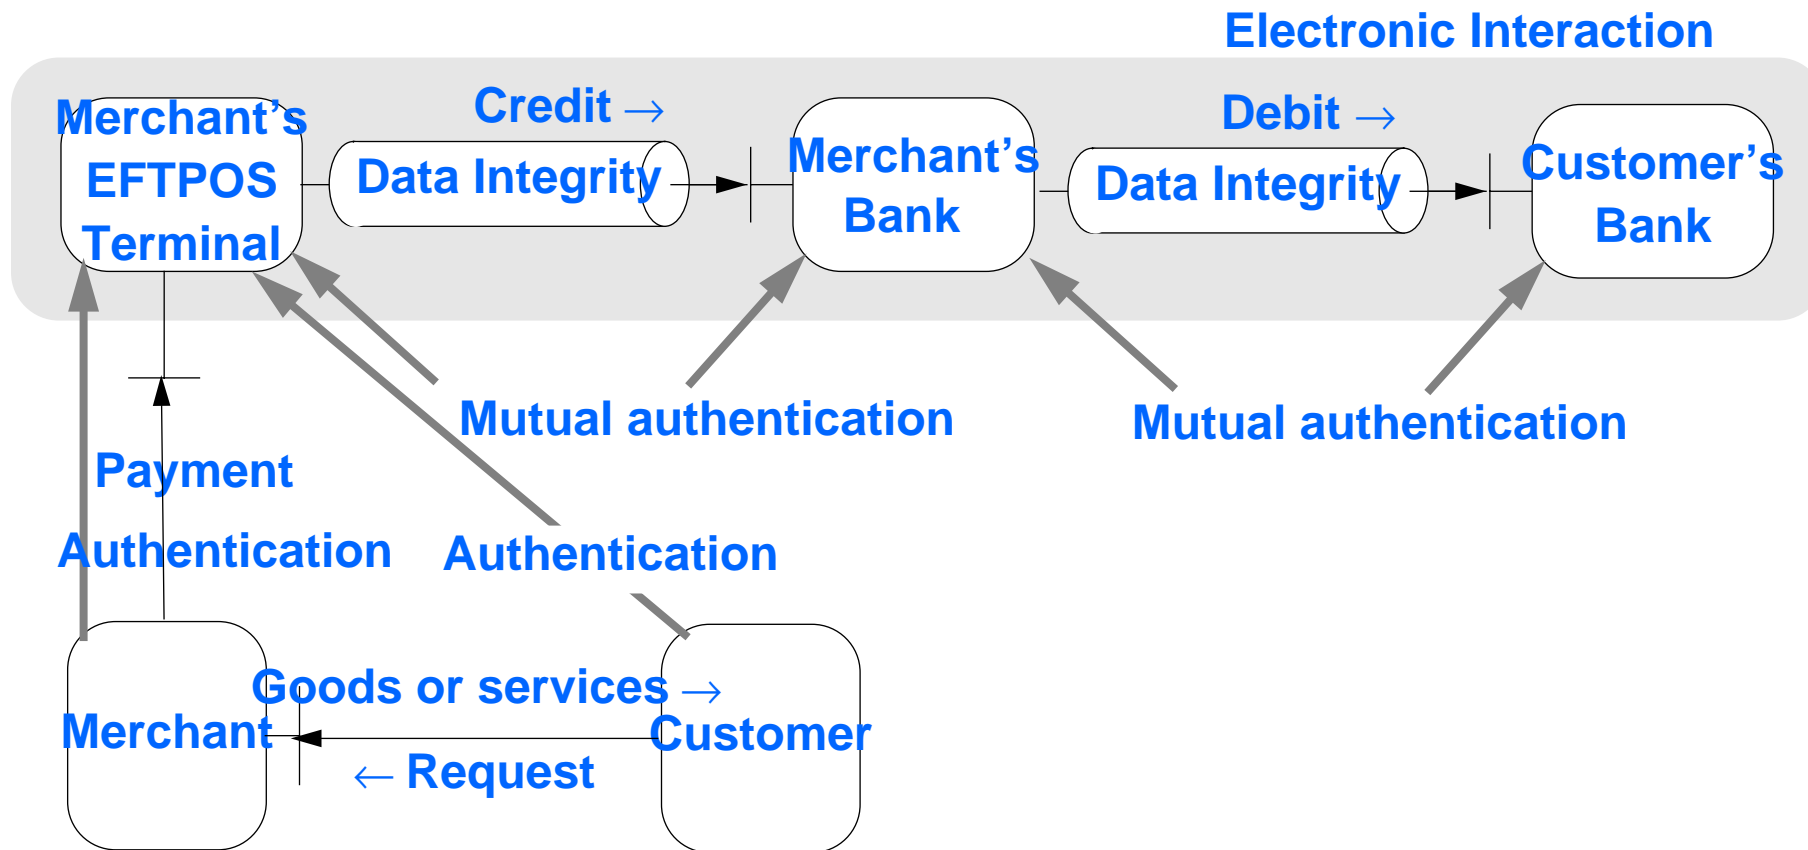 Electronic Interaction
Merchant's
EFTPOS
Terminal
Credit →
Data Integrity
Merchant's
Bank
Debit →
Data Integrity
Customer's
Bank
Mutual authentication
Mutual authentication
Payment
Authentication
Authentication
Goods or services →
Merchant
Customer
← Request